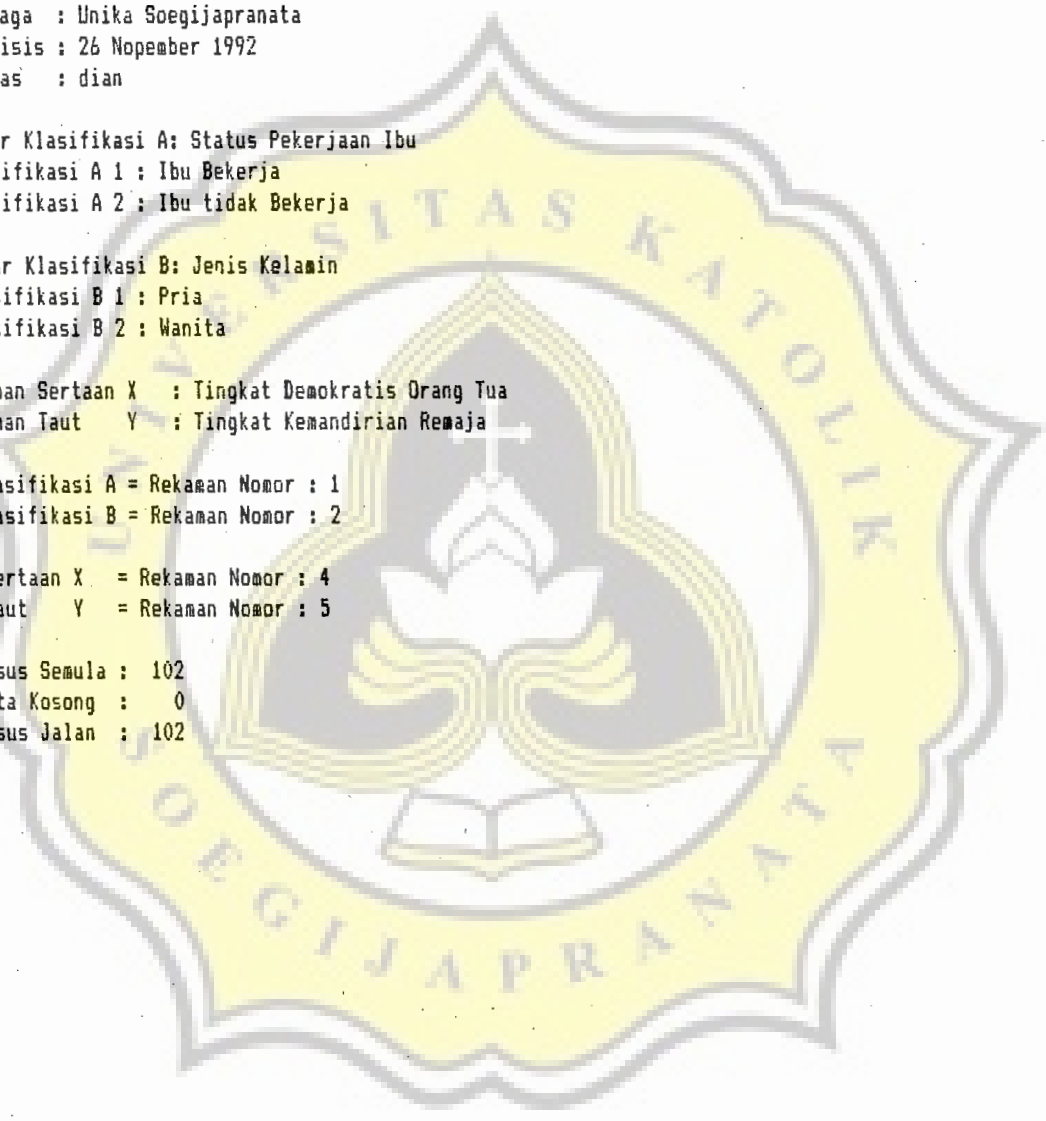 aga : Unika Soegijapranata
isis : 26 Nopember 1992
as : dian
r Klasifikasi A: Status Pekerjaan Ibu
ifikasi A 1 : Ibu Bekerja
ifikasi A 2 : Ibu tidak Bekerja
r Klasifikasi B: Jenis Kelamin
ifikasi B 1 : Pria
ifikasi B 2 : Wanita
an Sertaan X : Tingkat Demokratis Orang Tua
an Taut Y : Tingkat Kemandirian Remaja
asifikasi A = Rekaman Nomor : 1
asifikasi B = Rekaman Nomor : 2
ertaan X = Rekaman Nomor : 4
aut Y = Rekaman Nomor : 5
sus Semula : 102
ta Kosong : 0
sus Jalan : 102
UNIVERSITAS KATOLIK
SOEGIJAPRANATA